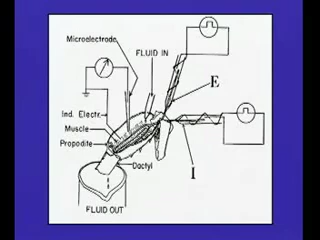 Microelectrode
FLUID IN
E
Ind. Electr.
Muscle
Propodite
Dactyl
I
FLUID OUT